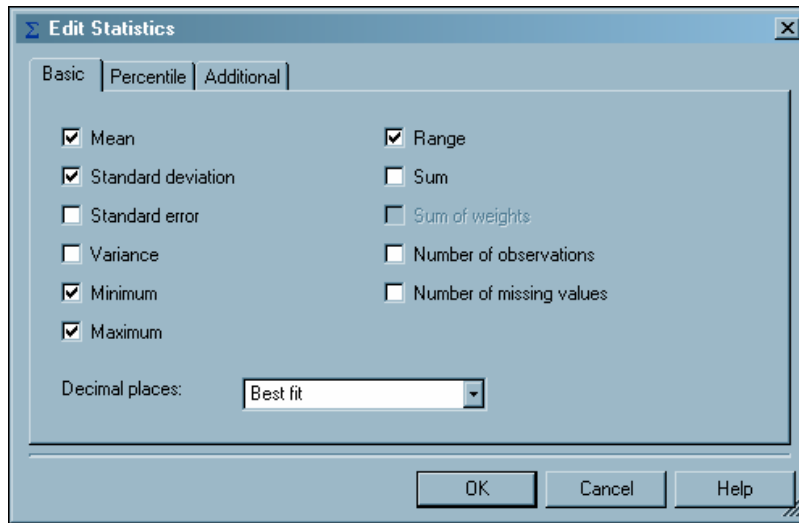 Σ Edit Statistics
Basic
Percentile
Additional
Mean
Standard deviation
Standard error
Variance
Minimum
Maximum
Range
Sum
Sum of weights
Number of observations
Number of missing values
Decimal places:
Best fit
OK
Cancel
Help